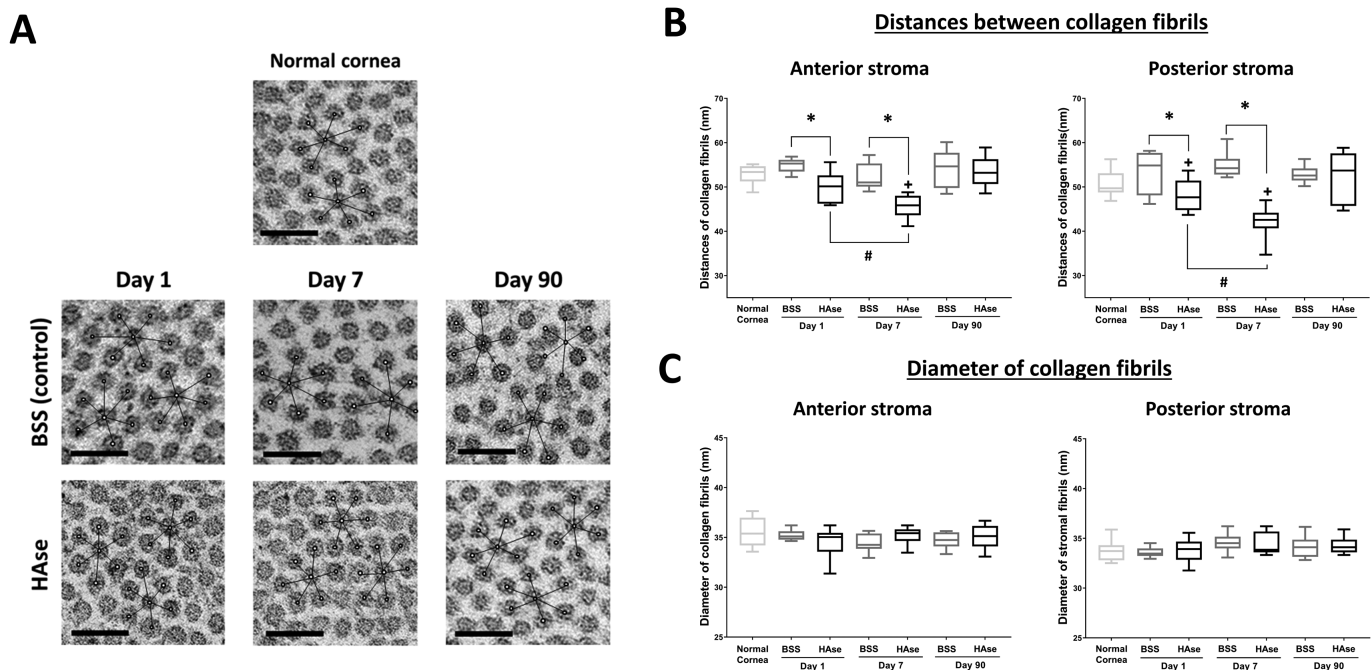 A
Normal cornea
Day 1
Day 7
Day 90
BSS (control)
HAse
B
Distances between collagen fibrils
Anterior stroma
Distances of collagen fibrils(nm)
70
60
50
40
30
*
*
+
#
Normal
Cornea
BSS
HAse
BSS
HAse
BSS
HAse
Day 1
Day 7
Day 90
Posterior stroma
Distances of collagen fibrils(nm)
70
60
50
40
30
*
*
+
+
#
Normal
Cornea
BSS
HAse
BSS
HAse
BSS
HAse
Day 1
Day 7
Day 90
C
Diameter of collagen fibrils
Anterior stroma
Diameter of collagen fibrils (nm)
45
40
35
30
25
Normal
Cornea
BSS
HAse
BSS
HAse
BSS
HAse
Day 1
Day 7
Day 90
Posterior stroma
Diameter of stromal fibrils (nm)
45
40
35
30
25
Normal
Cornea
BSS
HAse
BSS
HAse
BSS
HAse
Day 1
Day 7
Day 90